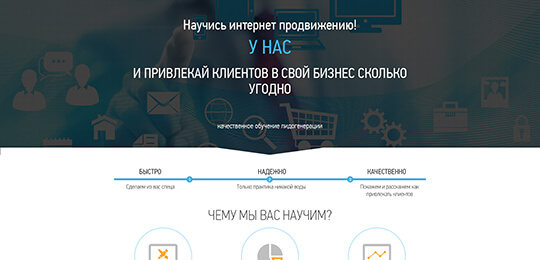 Научись интернет продвижению!
У НАС
И ПРИВЛЕКАЙ КЛИЕНТОВ В СВОЙ БИЗНЕС СКОЛЬКО
УГОДНО
качественное обучение лидогенерации
БЫСТРО
НАДЕЖНО
КАЧЕСТВЕННО
Сделаем из вас спеца
Только практика никакой воды
Покажем и расскажем как
привлекать клиентов
ЧЕМУ МЫ ВАС НАУЧИМ?